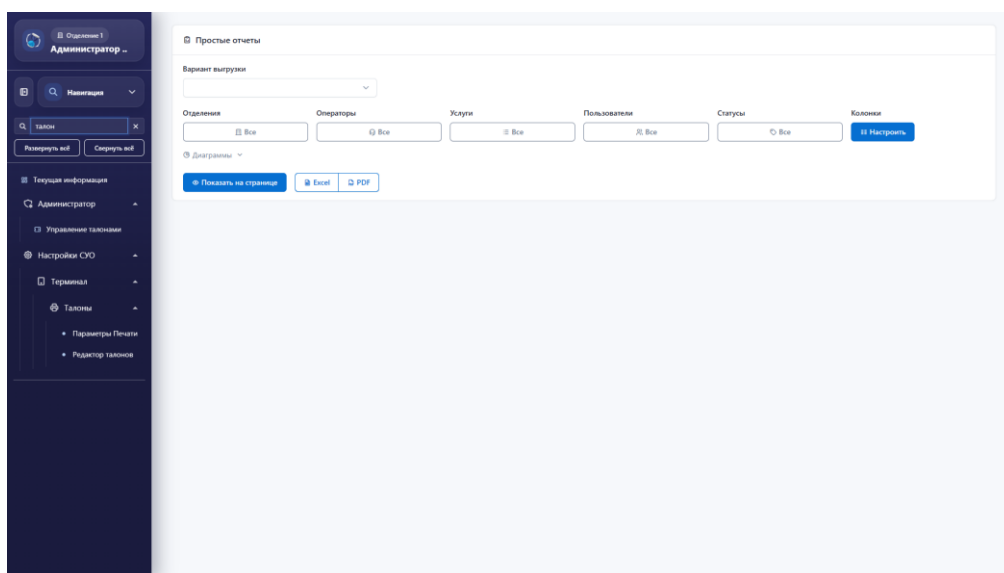 Отделение 1
Администратор ..
Навигация
талон
Развернуть всё
Свернуть всё
Текущая информация
Администратор
Управление талонами
Настройки СУО
Терминал
Талоны
Параметры Печати
Редактор талонов
Простые отчеты
Вариант выгрузки
Отделения Операторы Услуги Пользователи Статусы Колонки
Все Все Все Все Все Настроить
Диаграммы
Показать на странице Excel PDF